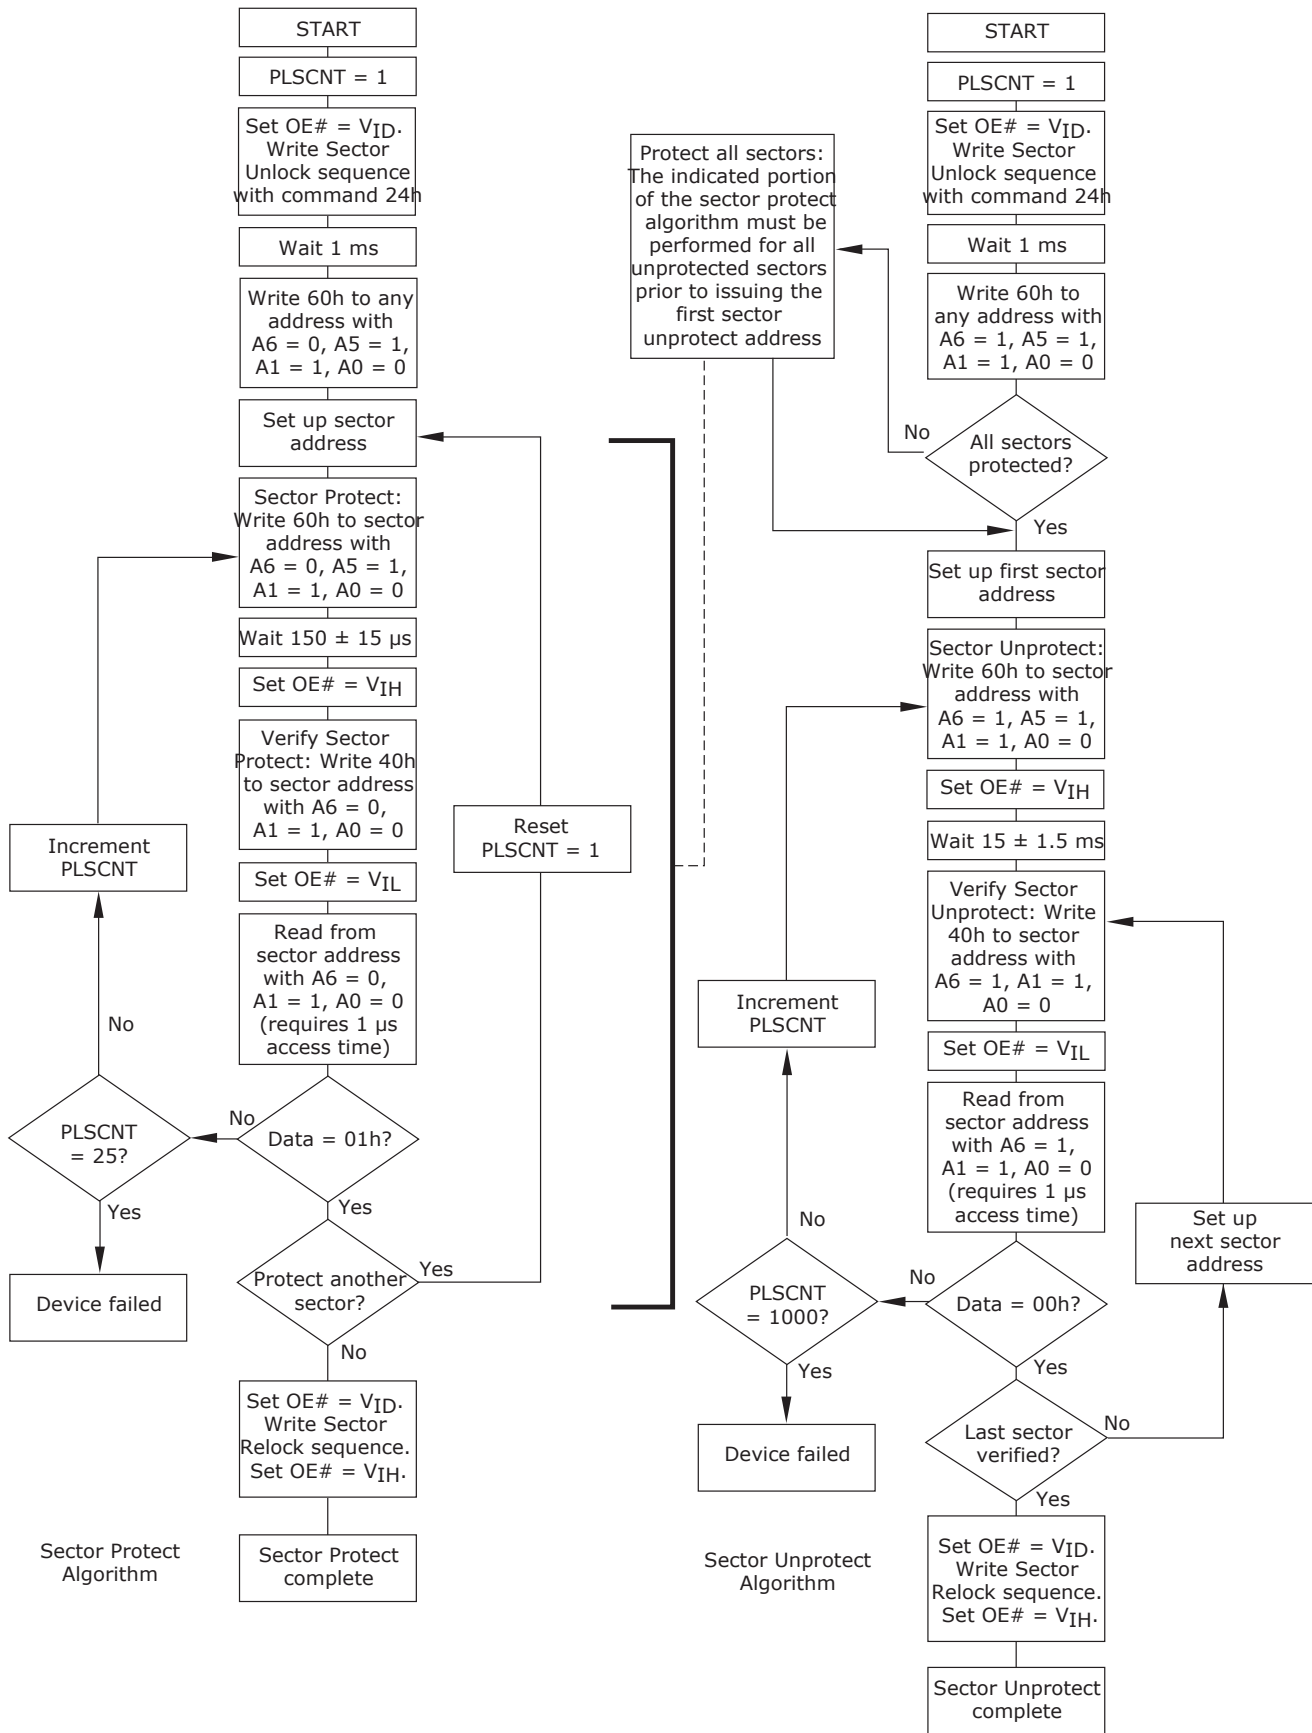 START
PLSCNT = 1
Set OE# = VID.
Write Sector
Unlock sequence
with command 24h
Wait 1 ms
Write 60h to any
address with
A6 = 0, A5 = 1,
A1 = 1, A0 = 0
Set up sector
address
Sector Protect:
Write 60h to sector
address with
A6 = 0, A5 = 1,
A1 = 1, A0 = 0
Wait 150 ± 15 µs
Set OE# = VIH
Verify Sector
Protect: Write 40h
to sector address
with A6 = 0,
A1 = 1, A0 = 0
Increment
PLSCNT
Reset
PLSCNT = 1
Set OE# = VIL
Read from
sector address
with A6 = 0,
A1 = 1, A0 = 0
(requires 1 µs
access time)
No
PLSCNT
= 25?
No
Data = 01h?
Yes
Yes
Device failed
Protect another
sector?
Yes
No
Set OE# = VID.
Write Sector
Relock sequence.
Set OE# = VIH.
Sector Protect
complete
Sector Protect
Algorithm
START
PLSCNT = 1
Set OE# = VID.
Write Sector
Unlock sequence
with command 24h
Protect all sectors:
The indicated portion
of the sector protect
algorithm must be
performed for all
unprotected sectors
prior to issuing the
first sector
unprotect address
Wait 1 ms
Write 60h to
any address with
A6 = 1, A5 = 1,
A1 = 1, A0 = 0
No
All sectors
protected?
Yes
Set up first sector
address
Sector Unprotect:
Write 60h to sector
address with
A6 = 1, A5 = 1,
A1 = 1, A0 = 0
Set OE# = VIH
Wait 15 ± 1.5 ms
Verify Sector
Unprotect: Write
40h to sector
address with
A6 = 1, A1 = 1,
A0 = 0
Increment
PLSCNT
Set OE# = VIL
Read from
sector address
with A6 = 1,
A1 = 1, A0 = 0
(requires 1 µs
access time)
Set up
next sector
address
No
PLSCNT
= 1000?
No
Data = 00h?
Yes
Yes
Device failed
Last sector
verified?
No
Yes
Set OE# = VID.
Write Sector
Relock sequence.
Set OE# = VIH.
Sector Unprotect
complete
Sector Unprotect
Algorithm